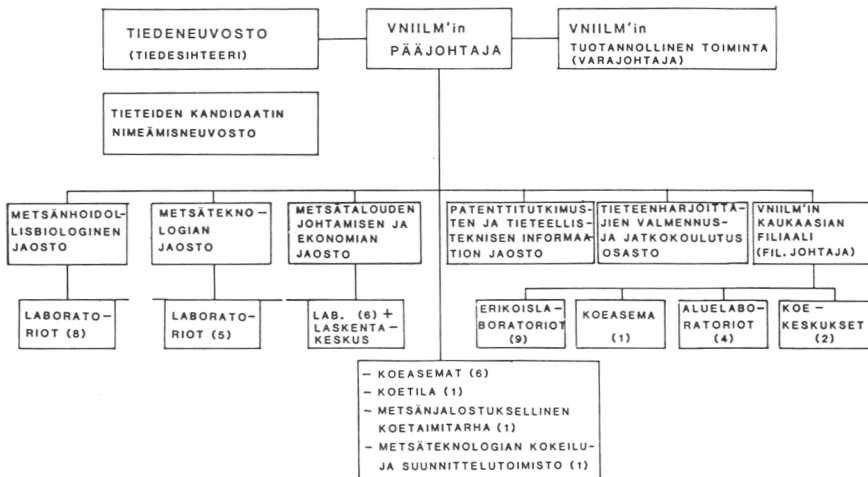 TIEDENEUVOSTO
(TIEDESIHTEERI)
VNIILM'in
PÄÄJOHTAJA
VNIILM'in
TUOTANNOLLINEN TOIMINTA
(VARAJOHTAJA)
TIETEIDEN KANDIDAATIN
NIMEÄMISNEUVOSTO
METSÄNHOIDOL-
LISBIOLOGINEN
JAOSTO
METSÄTEKNO-
LOGIAN
JAOSTO
METSÄTALOUDEN
JOHTAMISEN JA
EKONOMIAN
JAOSTO
PATENTTITUTKIMUS-
TEN JA TIETEELLIS-
TEKNISEN INFORMAA-
TION JAOSTO
TIETEENHARJOITTA-
JIEN VALMENNUS-
JA JATKOKOULUTUS
OSASTO
VNIILM'IN
KAUKAASIAN
FILIAALI
(FIL. JOHTAJA)
LABORATO-
RIOT (8)
LABORATO-
RIOT (5)
LAB. (6) +
LASKENTA-
KESKUS
ERIKOISLA-
BORATORIOT
(9)
KOEASEMA
(1)
ALUELABO-
RATORIOT
(4)
KOE-
KESKUKSET
(2)
– KOEASEMAT (6)
– KOETILA (1)
– METSÄNJALOSTUKSELLINEN
KOETAIMITARHA (1)
– METSÄTEKNOLOGIAN KOKEILU-
JA SUUNNITTELUTOIMISTO (1)